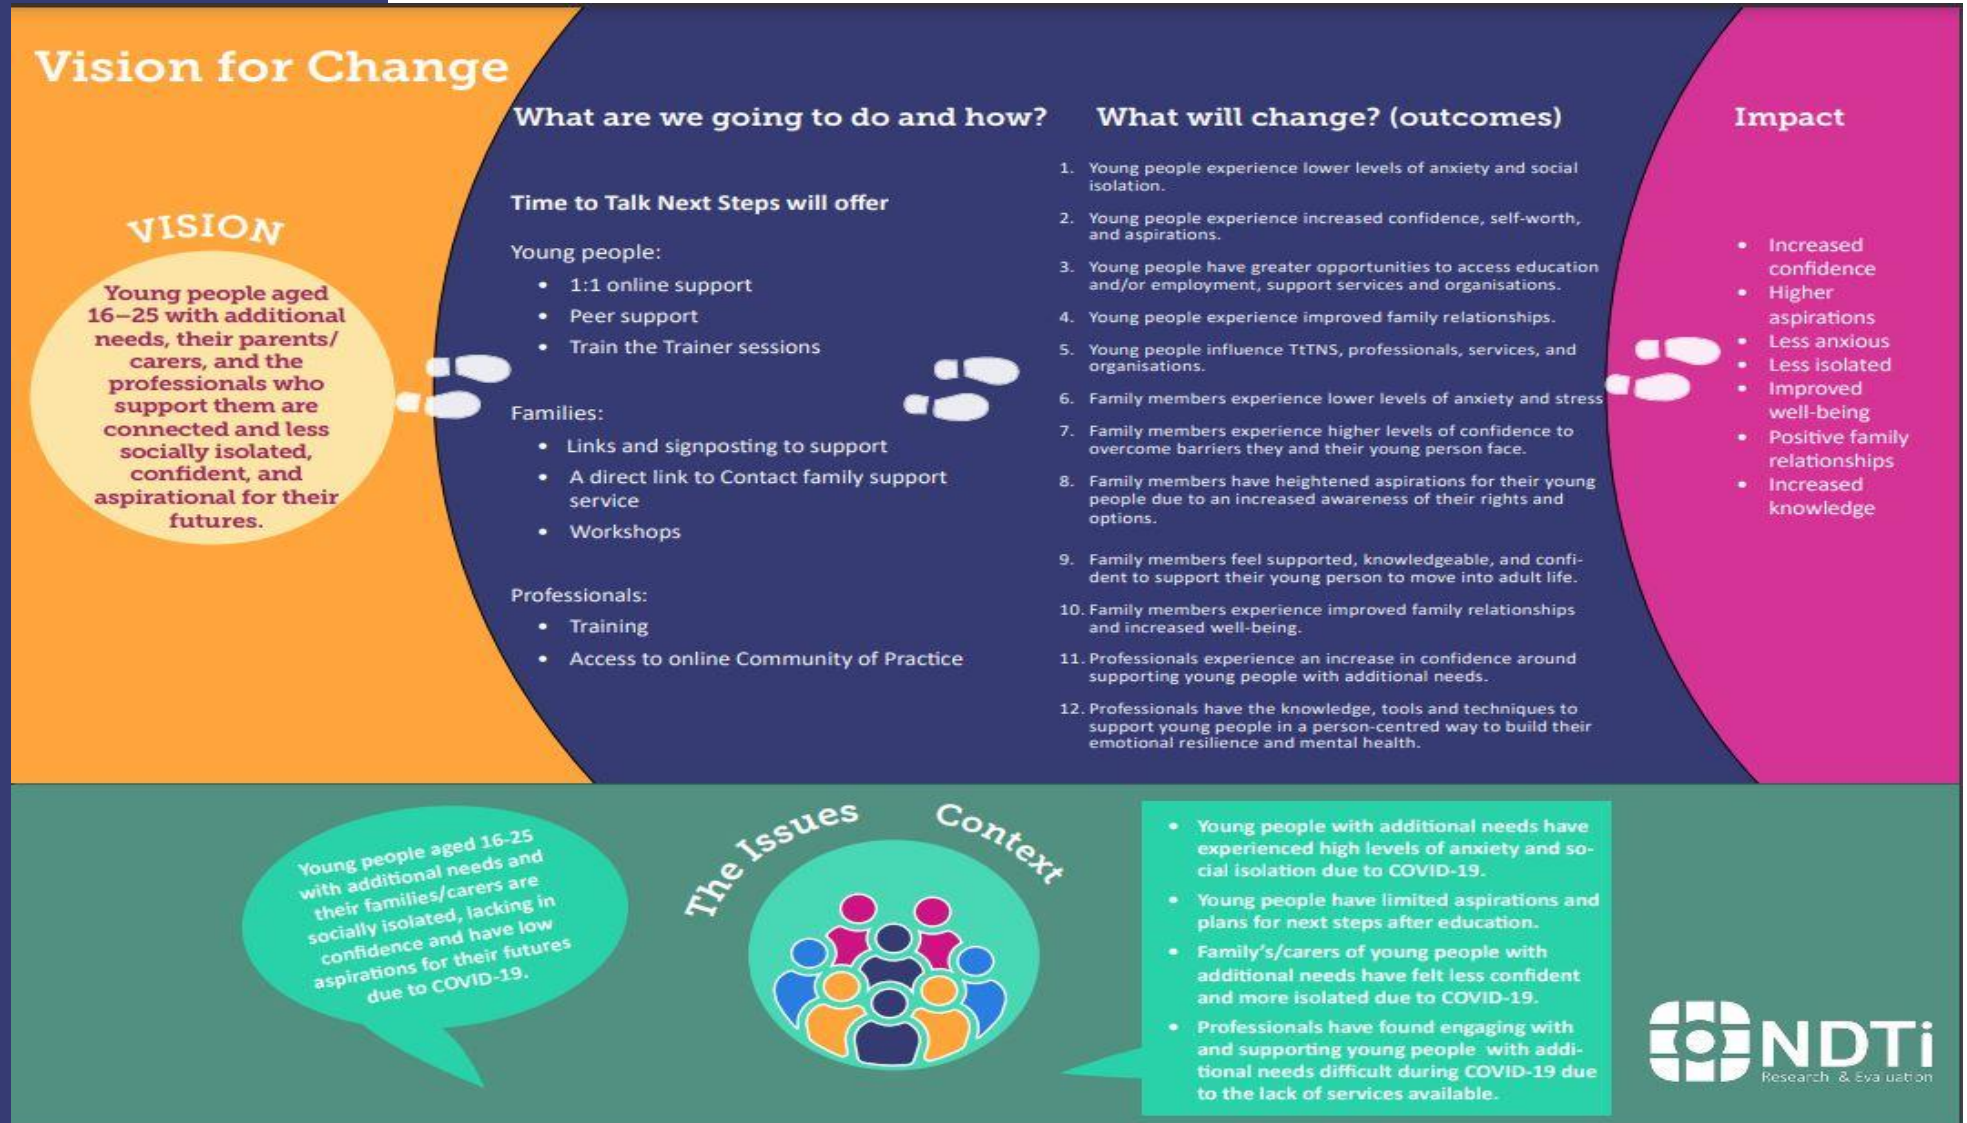 Vision for Change
VISION
Young people aged
16–25 with additional
needs, their parents/
carers, and the
professionals who
support them are
connected and less
socially isolated,
confident, and
aspirational for their
futures.
What are we going to do and how?
Time to Talk Next Steps will offer
Young people:
• 1:1 online support
• Peer support
• Train the Trainer sessions
Families:
• Links and signposting to support
• A direct link to Contact family support
service
• Workshops
Professionals:
• Training
• Access to online Community of Practice
What will change? (outcomes)
1. Young people experience lower levels of anxiety and social
isolation.
2. Young people experience increased confidence, self-worth,
and aspirations.
3. Young people have greater opportunities to access education
and/or employment, support services and organisations.
4. Young people experience improved family relationships.
5. Young people influence TtTNS, professionals, services, and
organisations.
6. Family members experience lower levels of anxiety and stress
7. Family members experience higher levels of confidence to
overcome barriers they and their young person face.
8. Family members have heightened aspirations for their young
people due to an increased awareness of their rights and
options.
9. Family members feel supported, knowledgeable, and confi-
dent to support their young person to move into adult life.
10. Family members experience improved family relationships
and increased well-being.
11. Professionals experience an increase in confidence around
supporting young people with additional needs.
12. Professionals have the knowledge, tools and techniques to
support young people in a person-centred way to build their
emotional resilience and mental health.
Impact
• Increased
confidence
• Higher
aspirations
• Less anxious
• Less isolated
• Improved
well-being
• Positive family
relationships
• Increased
knowledge
Young people aged 16-25
with additional needs and
their families/carers are
socially isolated, lacking in
confidence and have low
aspirations for their futures
due to COVID-19.
The Issues
Context
• Young people with additional needs have
experienced high levels of anxiety and so-
cial isolation due to COVID-19.
• Young people have limited aspirations and
plans for next steps after education.
• Family's/carers of young people with
additional needs have felt less confident
and more isolated due to COVID-19.
• Professionals have found engaging with
and supporting young people with addi-
tional needs difficult during COVID-19 due
to the lack of services available.
NDTi
Research & Evaluation